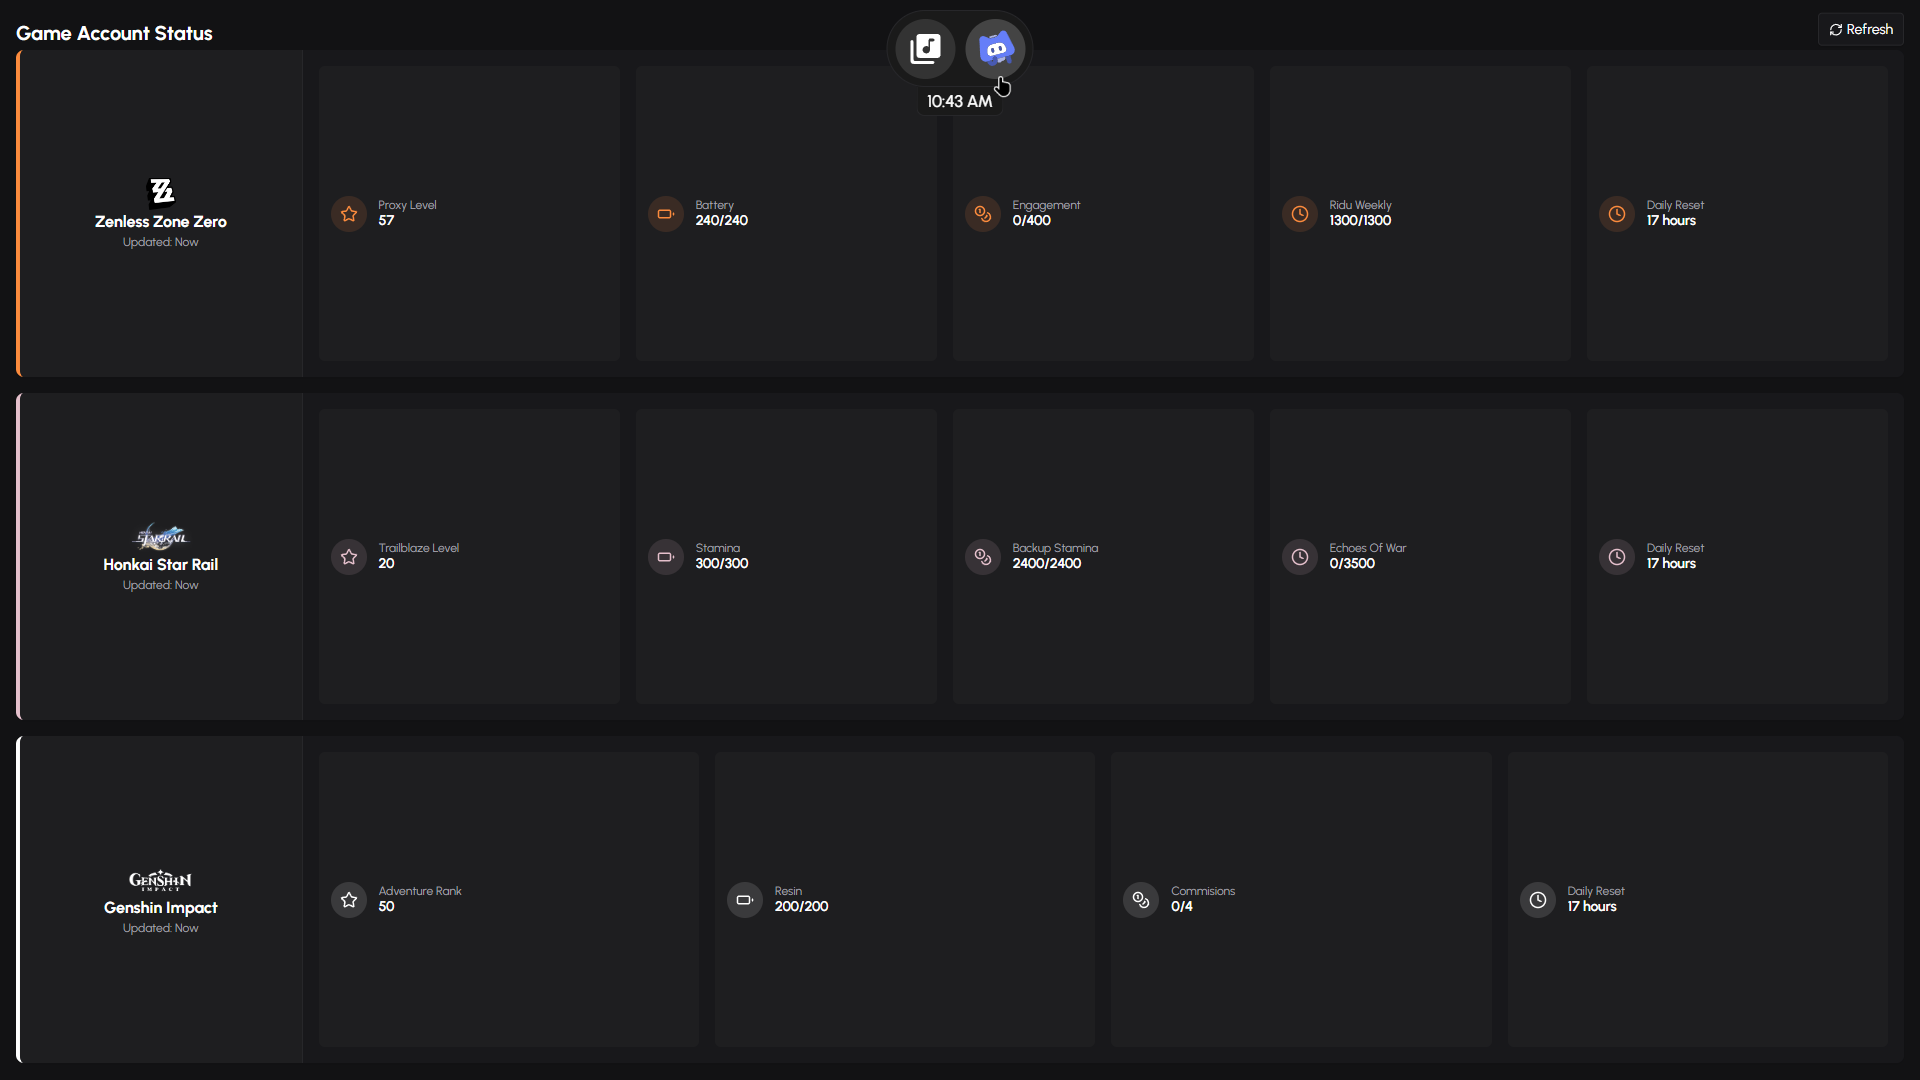 Game Account Status
Refresh
10:43 AM
Zenless Zone Zero
Updated: Now
Proxy Level
57
Battery
240/240
Engagement
0/400
Ridu Weekly
1300/1300
Daily Reset
17 hours
STAR RAIL
Honkai Star Rail
Updated: Now
Trailblaze Level
20
Stamina
300/300
Backup Stamina
2400/2400
Echoes Of War
0/3500
Daily Reset
17 hours
GENSHIN
IMPACT
Genshin Impact
Updated: Now
Adventure Rank
50
Resin
200/200
Commisions
0/4
Daily Reset
17 hours